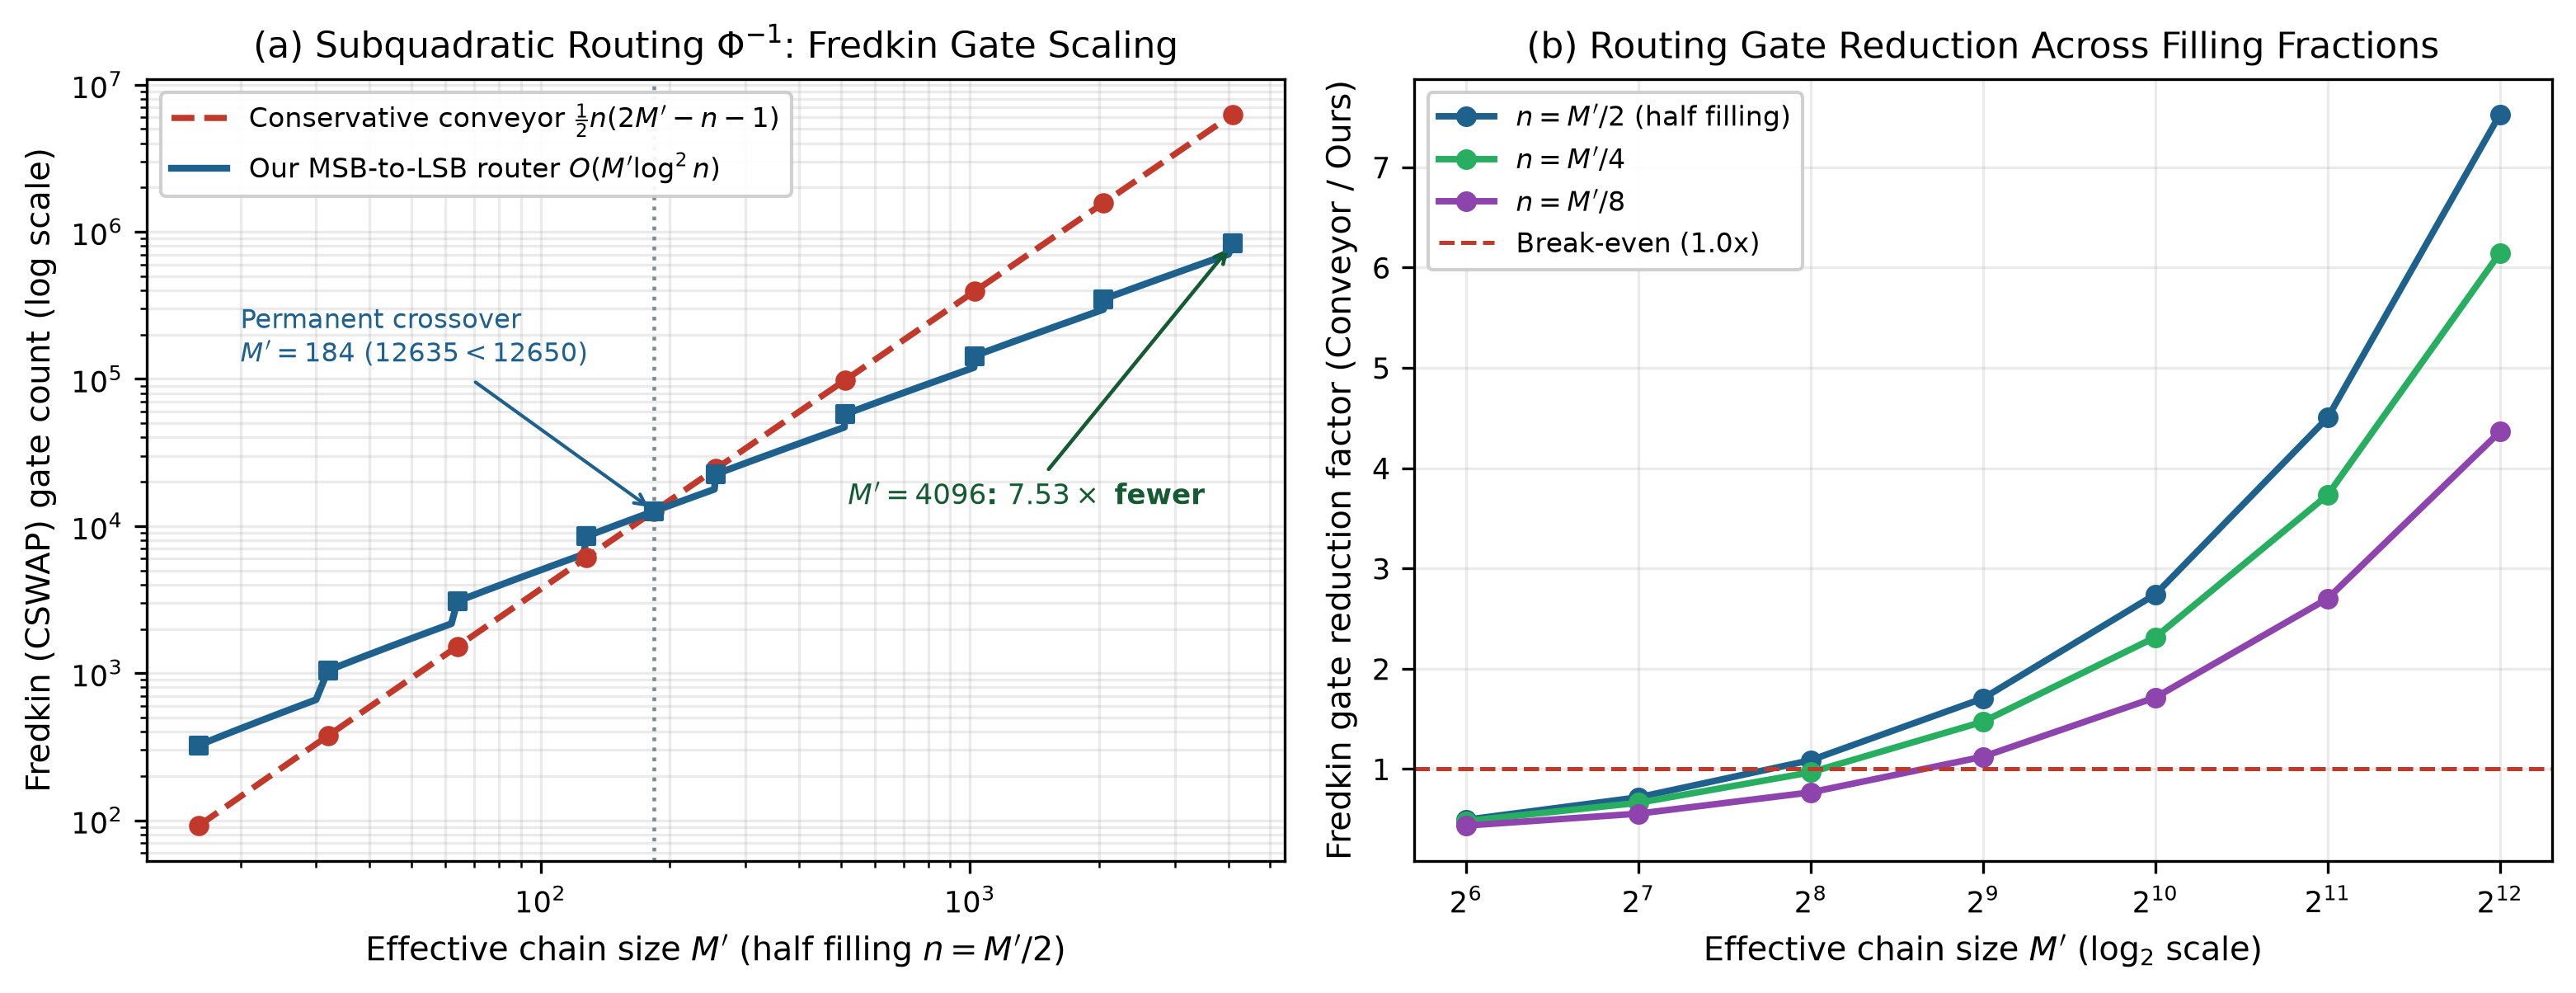 (a) Subquadratic Routing Φ⁻¹: Fredkin Gate Scaling
Fredkin (CSWAP) gate count (log scale)
10⁷
10⁶
10⁵
10⁴
10³
10²
Conservative conveyor ½n(2M′ − n − 1)
Our MSB-to-LSB router O(M′log² n)
Permanent crossover
M′ = 184 (12635 < 12650)
M′ = 4096: 7.53 × fewer
10²
10³
Effective chain size M′ (half filling n = M′/2)
(b) Routing Gate Reduction Across Filling Fractions
Fredkin gate reduction factor (Conveyor / Ours)
7
6
5
4
3
2
1
n = M′/2 (half filling)
n = M′/4
n = M′/8
Break-even (1.0x)
2⁶
2⁷
2⁸
2⁹
2¹⁰
2¹¹
2¹²
Effective chain size M′ (log₂ scale)